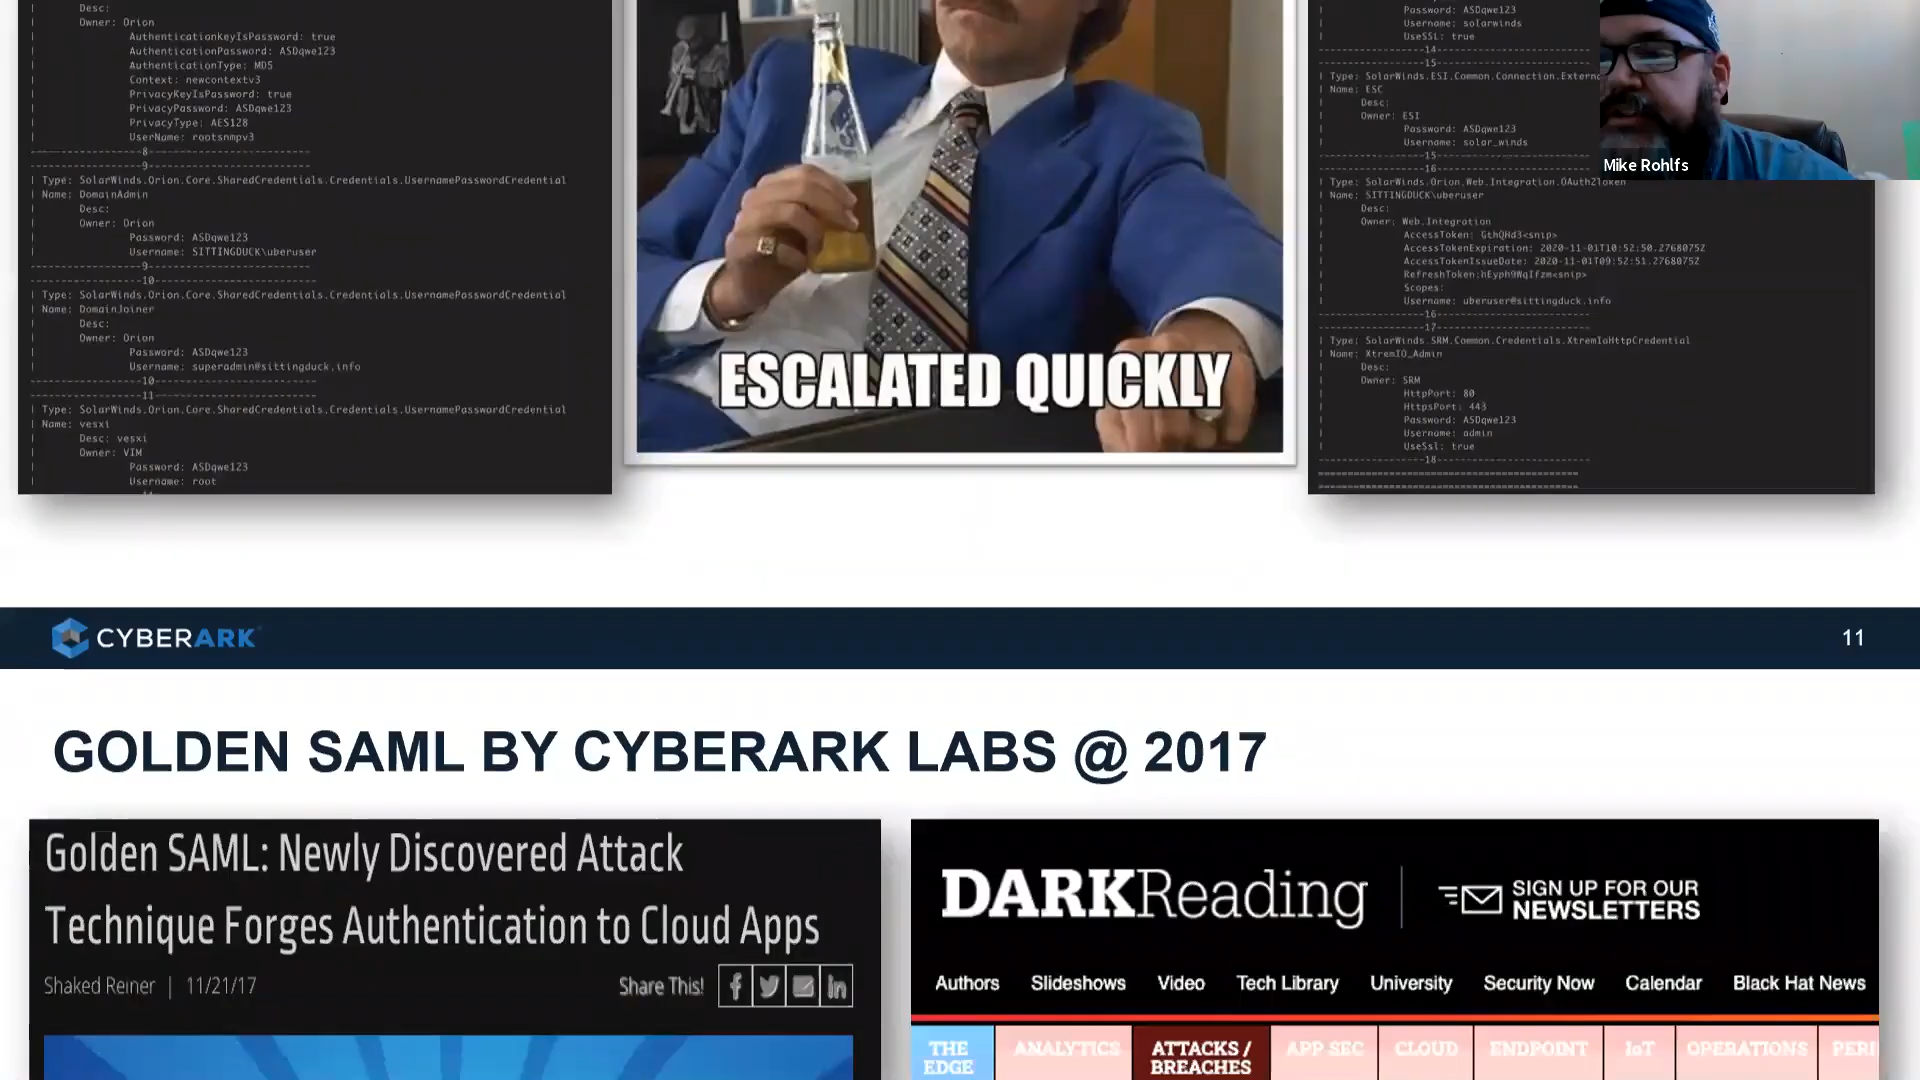 Desc:
Owner: Orion
AuthenticationKeyIsPassword: true
AuthenticationPassword: ASDqwe123
AuthenticationType: MD5
Context: newcontextv3
PrivacyKeyIsPassword: true
PrivacyPassword: ASDqwe123
PrivacyType: AES128
UserName: rootsnmpv3
8
9
Type: SolarWinds.Orion.Core.SharedCredentials.Credentials.UsernamePasswordCredential
Name: DomainAdmin
Desc:
Owner: Orion
Password: ASDqwe123
Username: SITTINGDUCK\uberuser
9
10
Type: SolarWinds.Orion.Core.SharedCredentials.Credentials.UsernamePasswordCredential
Name: DomainJoiner
Desc:
Owner: Orion
Password: ASDqwe123
Username: superadmin@sittingduck.info
10
11
Type: SolarWinds.Orion.Core.SharedCredentials.Credentials.UsernamePasswordCredential
Name: vesxi
Desc: vesxi
Owner: VIM
Password: ASDqwe123
Username: root
ESCALATED QUICKLY
Password: ASDqwe123
Username: solarwinds
UseSSL: true
14
15
Type: SolarWinds.ESI.Common.Connection.Externa
Name: ESC
Desc:
Owner: ESI
Password: ASDqwe123
Username: solar_winds
15
16
Type: SolarWinds.Orion.Web.Integration.OAuth2Token
Name: SITTINGDUCK\uberuser
Desc:
Owner: Web.Integration
AccessToken: GthQHd3<snip>
AccessTokenExpiration: 2020-11-01T10:52:50.2768075Z
AccessTokenIssueDate: 2020-11-01T09:52:51.2768075Z
RefreshToken:hEyph9WqIfzm<snip>
Scopes:
Username: uberuser@sittingduck.info
16
17
Type: SolarWinds.SRM.Common.Credentials.XtremIoHttpCredential
Name: XtremIO_Admin
Desc:
Owner: SRM
HttpPort: 80
HttpsPort: 443
Password: ASDqwe123
Username: admin
UseSsl: true
18
Mike Rohlfs
CYBERARK
11
GOLDEN SAML BY CYBERARK LABS @ 2017
Golden SAML: Newly Discovered Attack
Technique Forges Authentication to Cloud Apps
Shaked Reiner | 11/21/17
Share This!
DARKReading
SIGN UP FOR OUR
NEWSLETTERS
Authors Slideshows Video Tech Library University Security Now Calendar Black Hat News
THE EDGE ANALYTICS ATTACKS / BREACHES APP SEC CLOUD ENDPOINT IoT OPERATIONS PERI